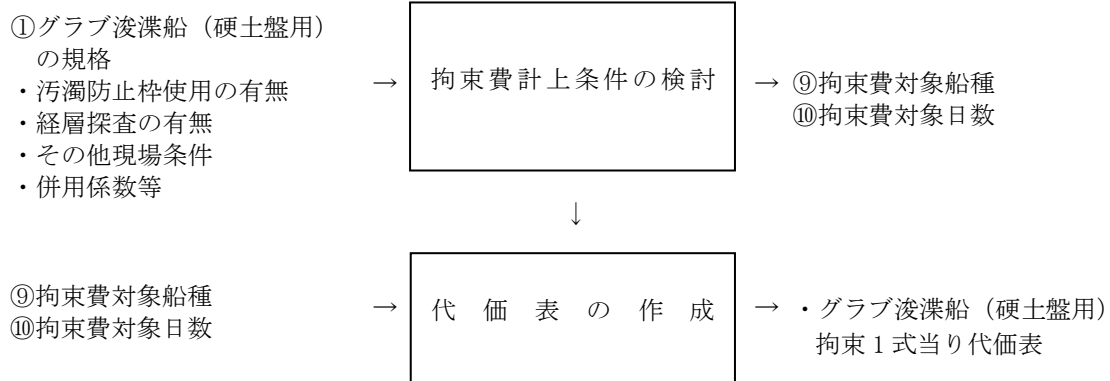 ①グラブ浚渫船（硬土盤用）
の規格
・汚濁防止枠使用の有無
・経層探査の有無
・その他現場条件
・併用係数等
→
拘束費計上条件の検討
→ ⑨拘束費対象船種
⑩拘束費対象日数
↓
⑨拘束費対象船種
⑩拘束費対象日数
→
代価表の作成
→ ・グラブ浚渫船（硬土盤用）
拘束１式当り代価表